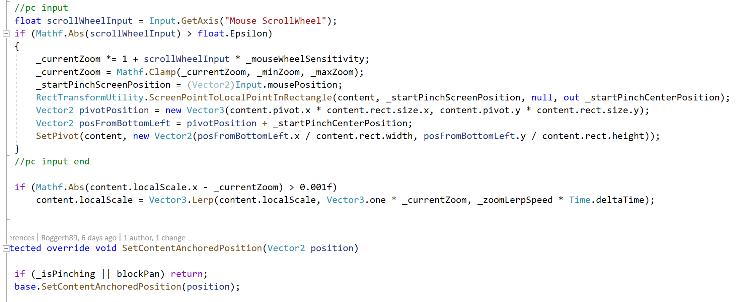 //pc input
float scrollWheelInput = Input.GetAxis("Mouse ScrollWheel");
if (Mathf.Abs(scrollWheelInput) > float.Epsilon)
{
_currentZoom *= 1 + scrollWheelInput * _mouseWheelSensitivity;
_currentZoom = Mathf.Clamp(_currentZoom, _minZoom, _maxZoom);
_startPinchScreenPosition = (Vector2)Input.mousePosition;
RectTransformUtility.ScreenPointToLocalPointInRectangle(content, _startPinchScreenPosition, null, out _startPinchCenterPosition);
Vector2 pivotPosition = new Vector3(content.pivot.x * content.rect.size.x, content.pivot.y * content.rect.size.y);
Vector2 posFromBottomLeft = pivotPosition + _startPinchCenterPosition;
SetPivot(content, new Vector2(posFromBottomLeft.x / content.rect.width, posFromBottomLeft.y / content.rect.height));
}
//pc input end
if (Mathf.Abs(content.localScale.x - _currentZoom) > 0.001f)
content.localScale = Vector3.Lerp(content.localScale, Vector3.one * _currentZoom, _zoomLerpSpeed * Time.deltaTime);
erences | Boggerh89, 6 days ago | 1 author, 1 change
tected override void SetContentAnchoredPosition(Vector2 position)
if (_isPinching || blockPan) return;
base.SetContentAnchoredPosition(position);